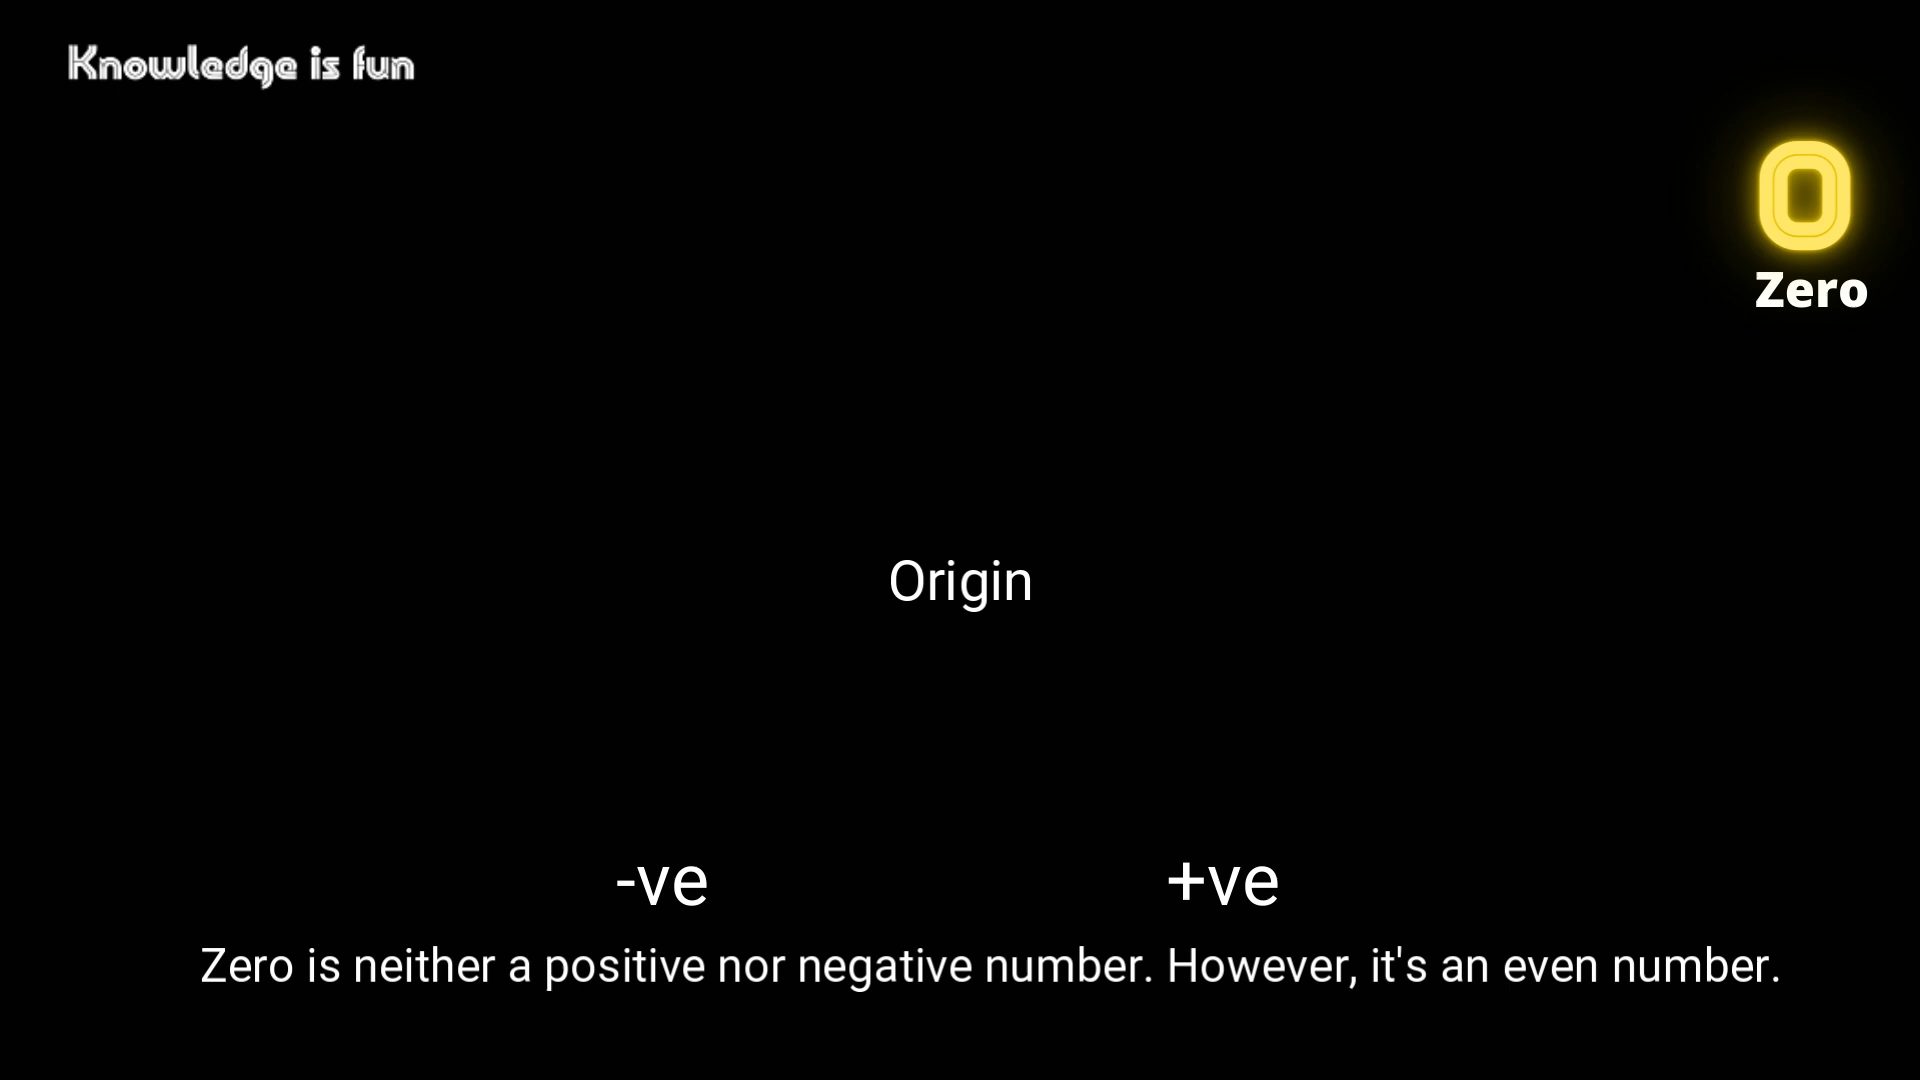 Knowledge is fun
0
Zero
Origin
-ve +ve
Zero is neither a positive nor negative number. However, it's an even number.